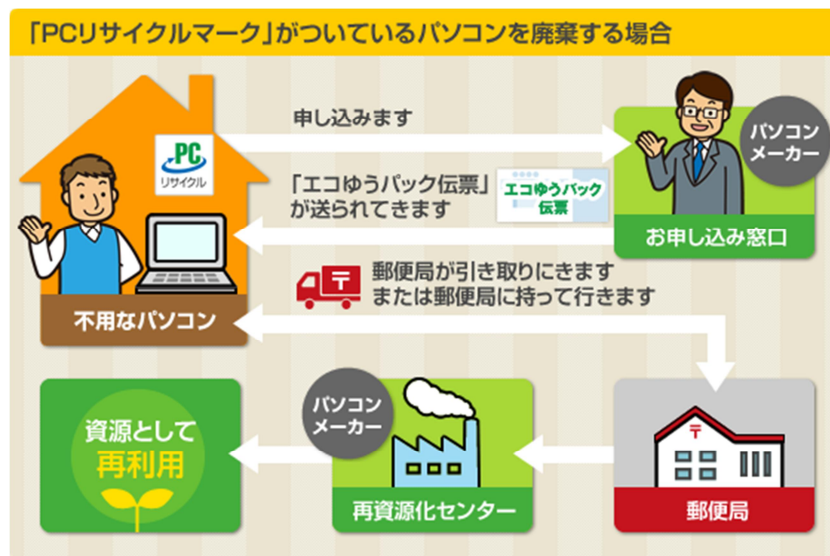 「PCリサイクルマーク」がついているパソコンを廃棄する場合
申し込みます
PC
リサイクル
パソコン
メーカー
「エコゆうパック伝票」
が送られてきます
エコゆうパック
伝票
お申し込み窓口
郵便局が引き取りにきます
または郵便局に持って行きます
〒
不用なパソコン
資源として
再利用
パソコン
メーカー
再資源化センター
〒
郵便局